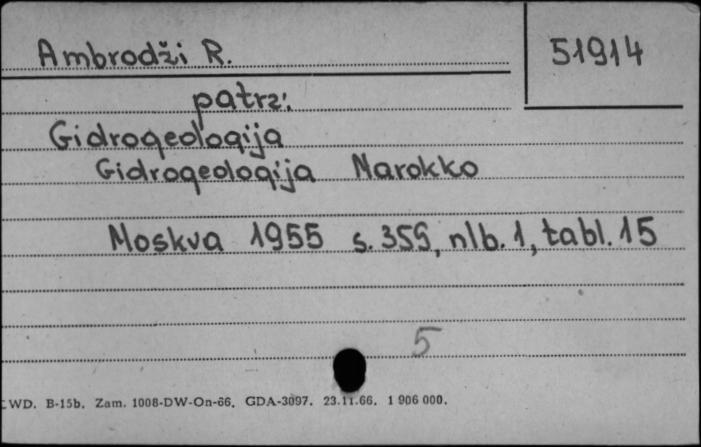 Ambrodži R.
51914
patrz:
Gidrogeologija
Gidrogeologija Marokko
Moskva 1955 s. 355, nlb. 1, tabl. 15
5
WD. B-15b. Zam. 1008-DW-On-66. GDA-3097. 23.11.66. 1 906 000.